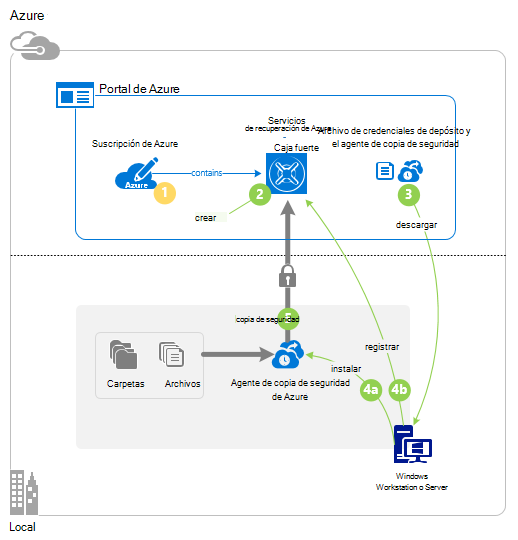 Azure
Portal de Azure
Servicios
de recuperación de Azure
–
Caja fuerte
Archivo de credenciales de depósito y
el agente de copia de seguridad
Suscripción de Azure
Azure
contains
1
2
3
crear
descargar
copia de seguridad
registrar
instalar
Carpetas
Archivos
Agente de copia de seguridad
de Azure
4a
4b
Windows
Workstation o Server
Local